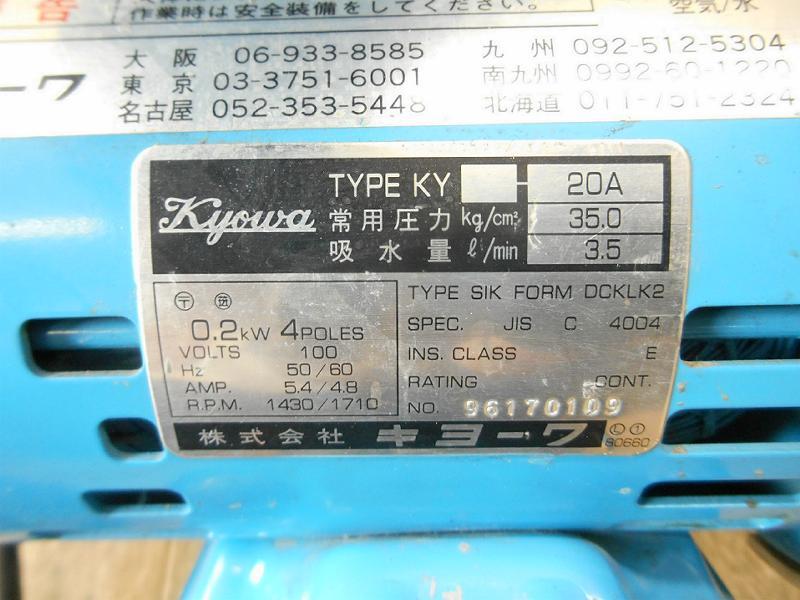 告
作業時は安全装備をしてください。
空気/水
ーワ
大阪 06-933-8585 九州 092-512-5304
東京 03-3751-6001 南九州 0992-60-1220
名古屋 052-353-5448 北海道 011-751-2324
Kyowa
TYPE KY - 20A
常用圧力 kg/cm² 35.0
吸水量 ℓ/min 3.5
〒
0.2kW 4POLES
VOLTS 100
Hz 50/60
AMP. 5.4/4.8
R.P.M. 1430/1710
TYPE SIK FORM DCKLK2
SPEC. JIS C 4004
INS. CLASS E
RATING CONT.
NO. 96170109
株式会社 キョーワ
80660